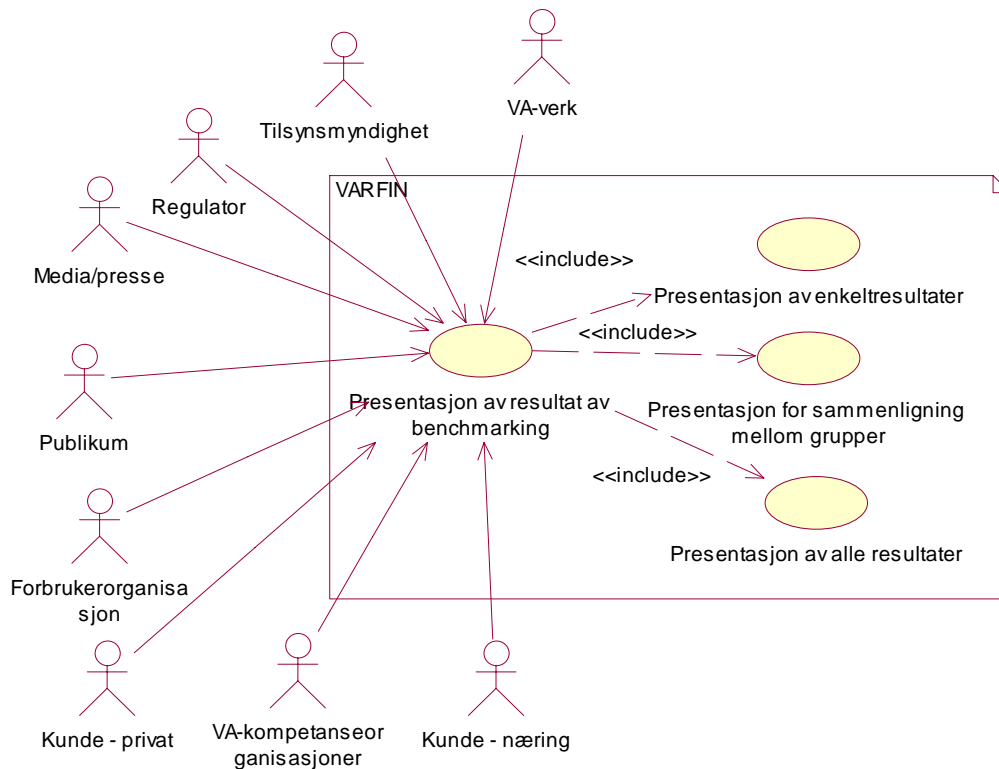 VA-verk
Tilsynsmyndighet
Regulator
VARFIN
Media/presse
<<include>>
Presentasjon av enkeltresultater
<<include>>
Publikum
Presentasjon av resultat av
benchmarking
Presentasjon for sammenligning
mellom grupper
<<include>>
Presentasjon av alle resultater
Forbrukerorganisa
sjon
Kunde - privat
VA-kompetanseor
ganisasjoner
Kunde - næring